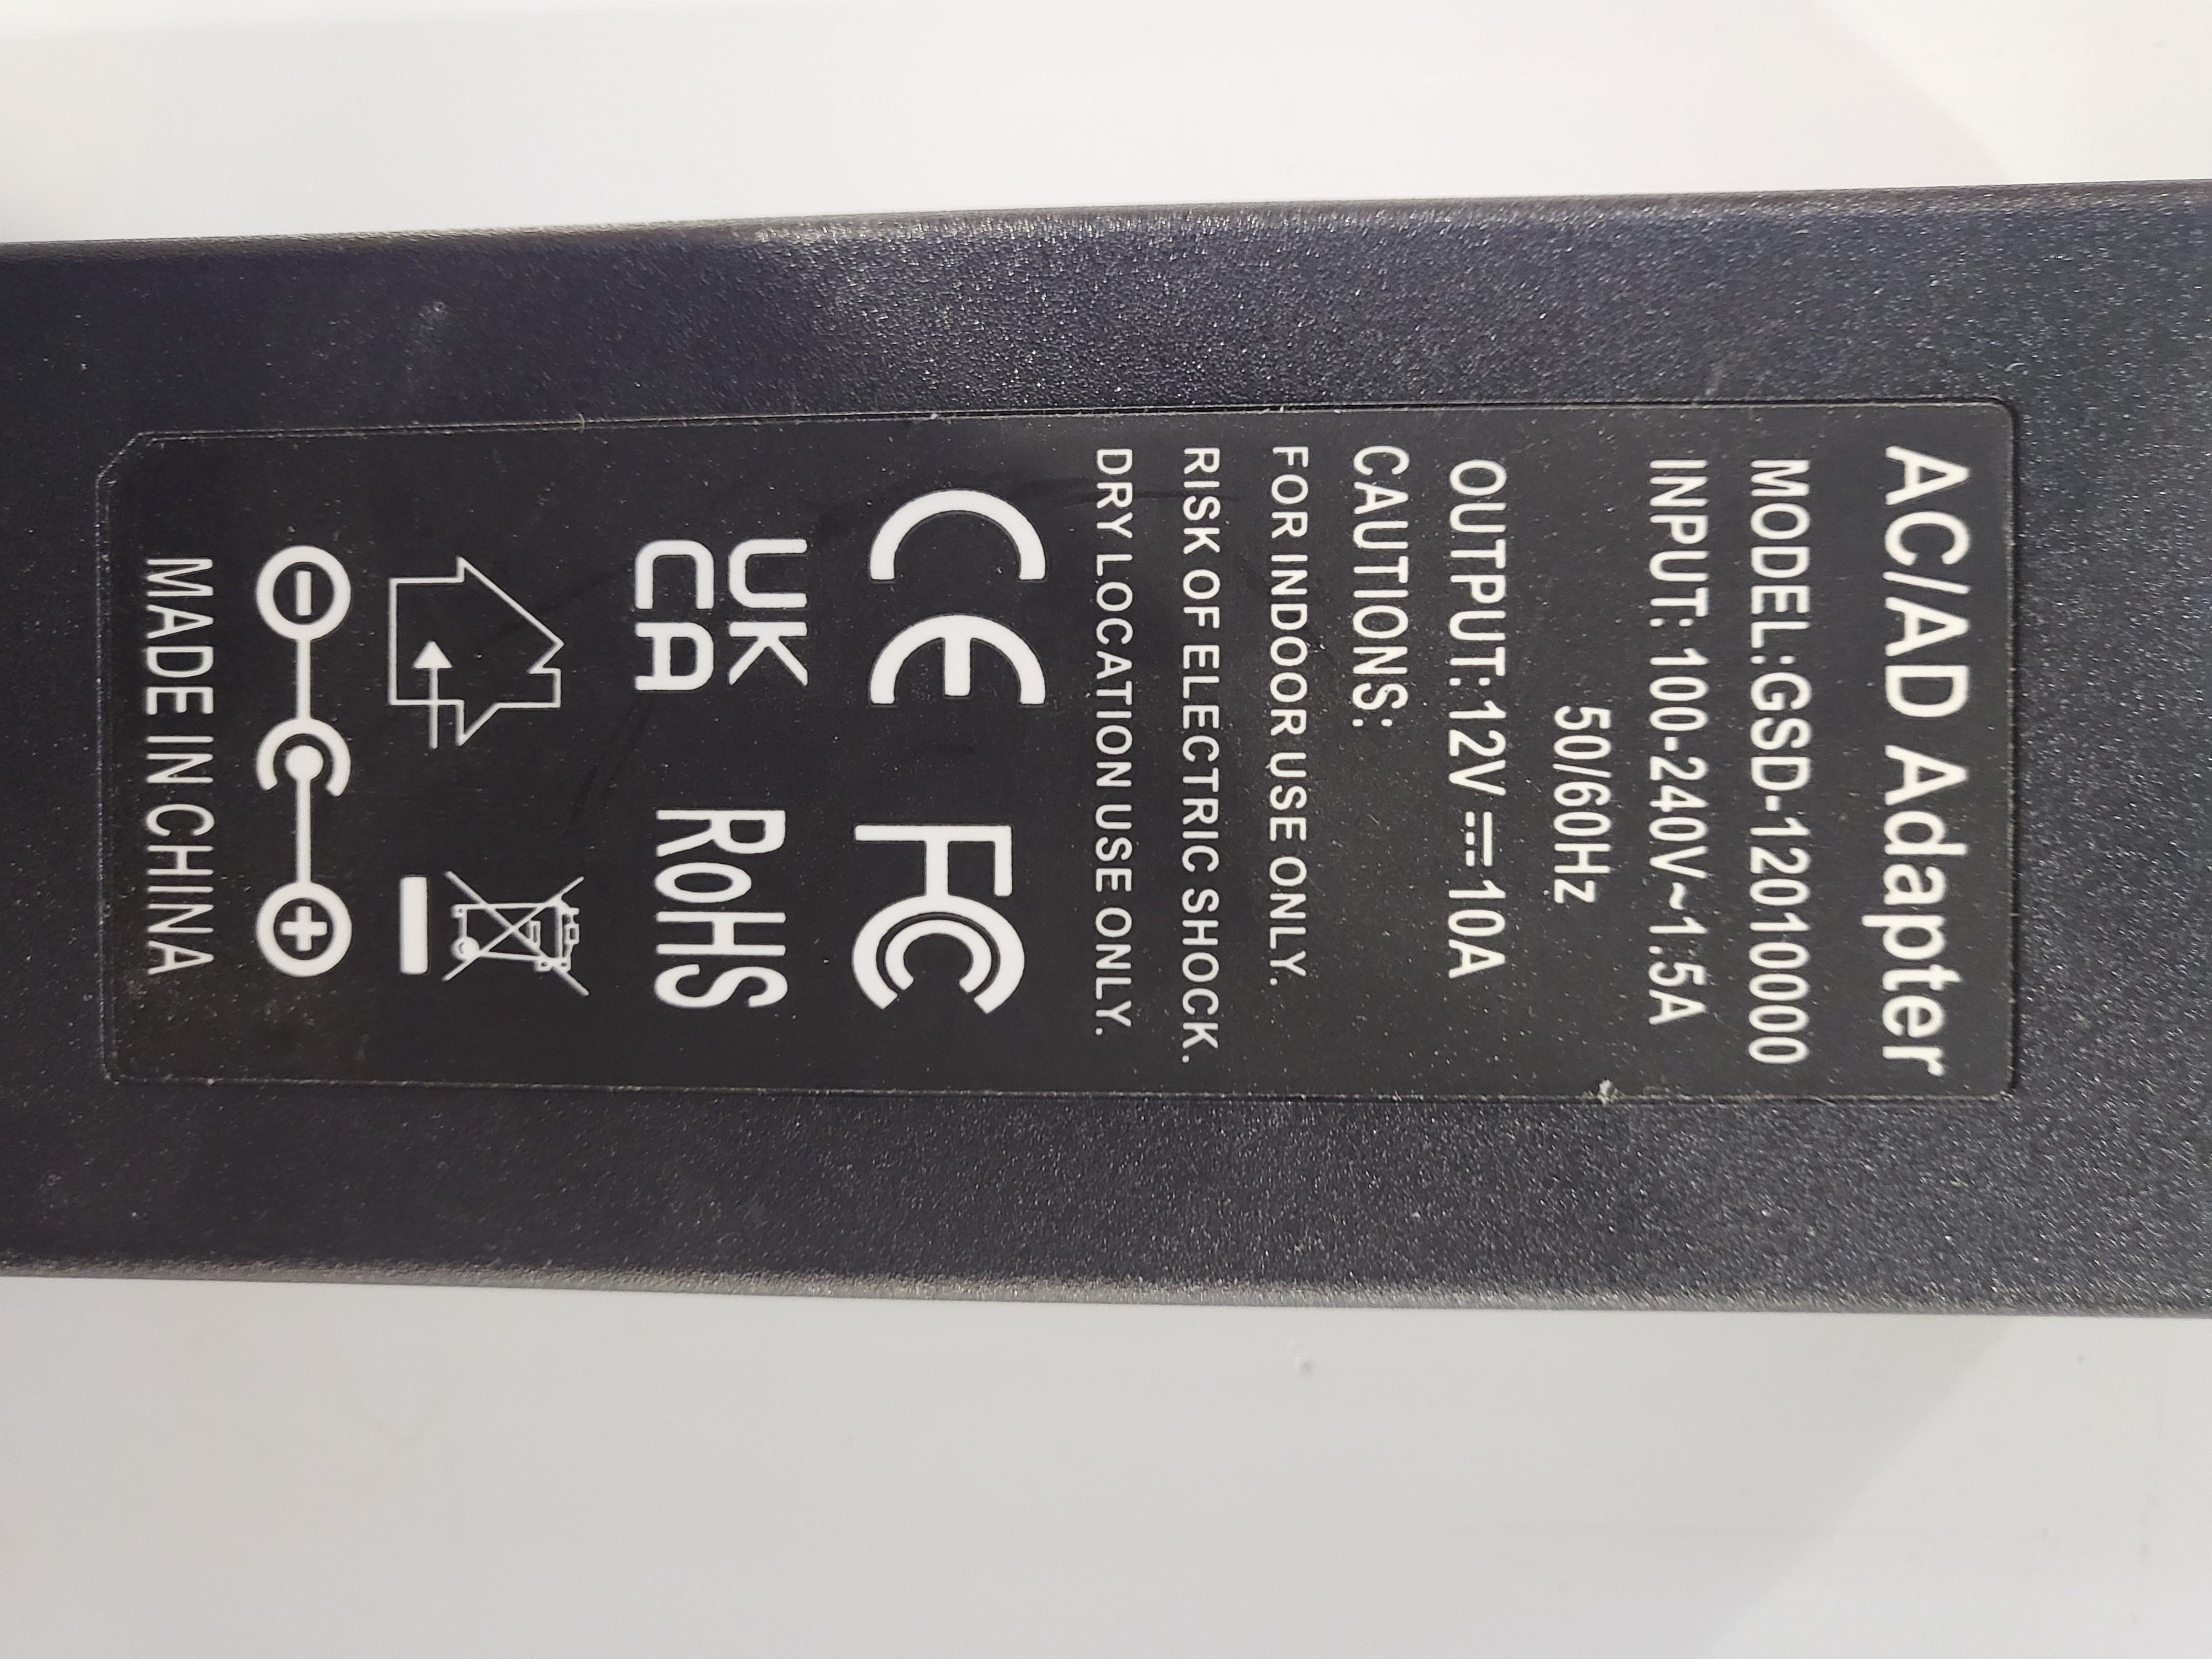 AC/AD Adapter
MODEL:GSD-12010000
INPUT: 100-240V~1.5A
50/60Hz
OUTPUT:12V⎓10A
CAUTIONS:
FOR INDOOR USE ONLY.
RISK OF ELECTRIC SHOCK.
DRY LOCATION USE ONLY.
CE FC
UK
CA
RoHS
MADE IN CHINA